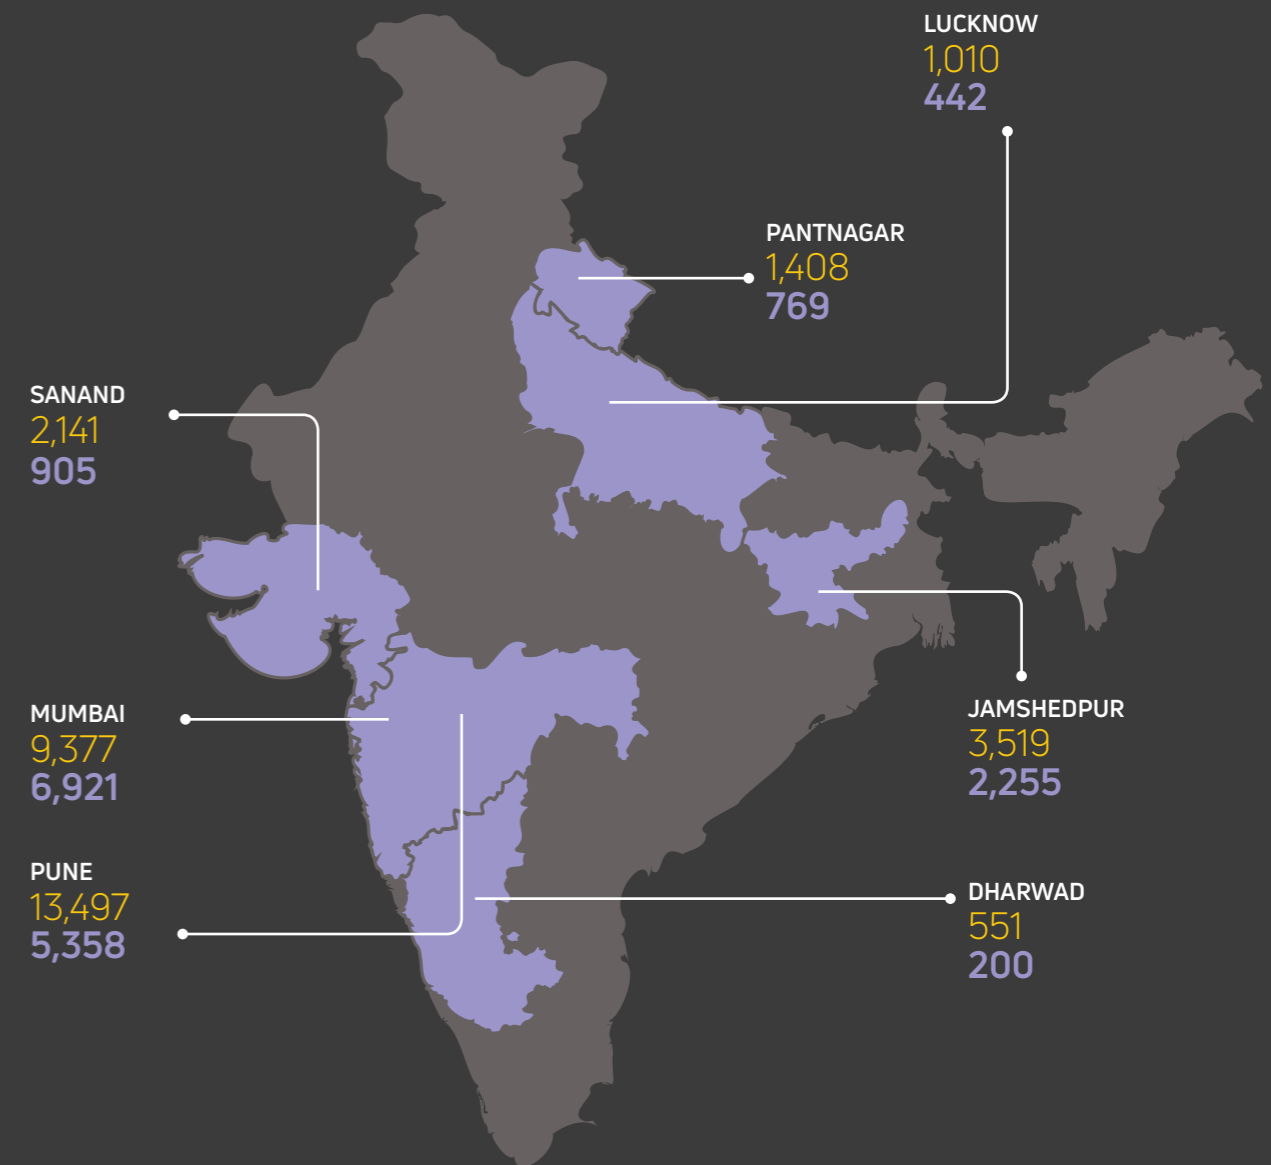 LUCKNOW
1,010
442
PANTNAGAR
1,408
769
SANAND
2,141
905
MUMBAI
9,377
6,921
JAMSHEDPUR
3,519
2,255
PUNE
13,497
5,358
DHARWAD
551
200